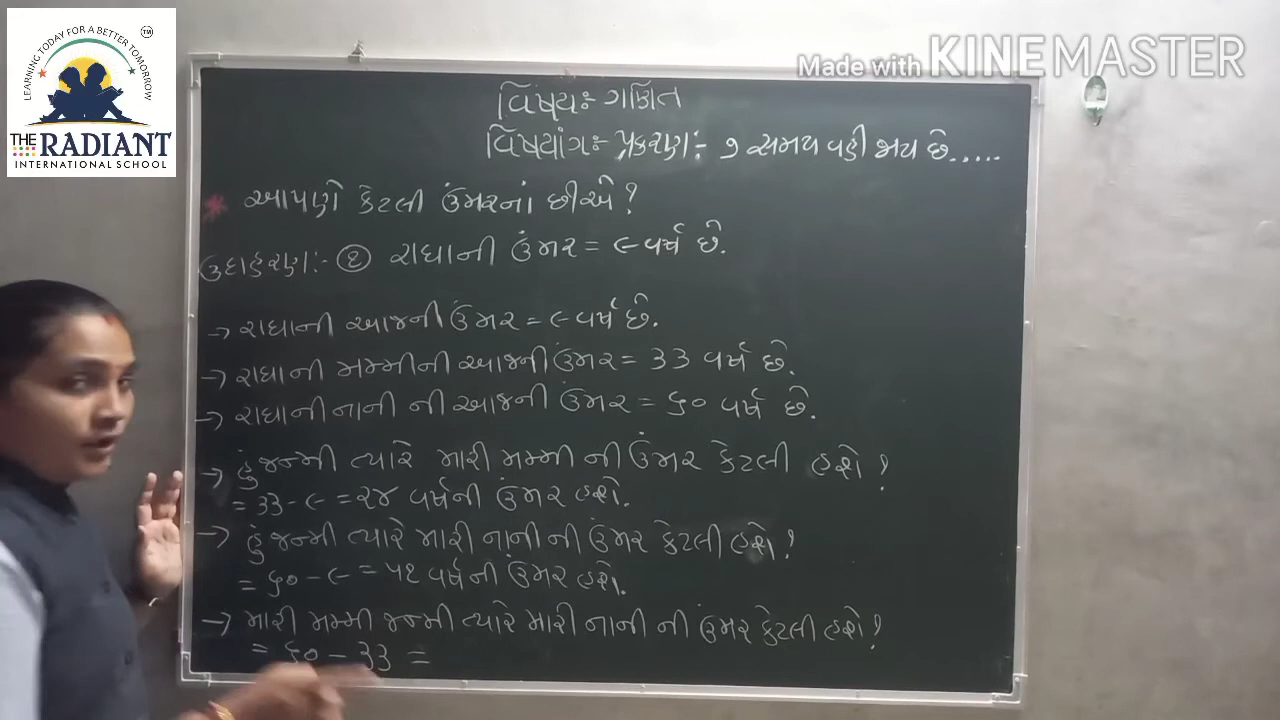 LEARNING TODAY FOR A BETTER TOMORROW
TM
THE RADIANT
INTERNATIONAL SCHOOL
Made with KINEMASTER
વિષય:- ગણિત
વિષયાંગ:- પ્રકરણ:- ૭ સમય વહી જાય છે.....
* આપણે કેટલી ઉંમરનાં છીએ ?
ઉદાહરણ:- ૧ રાધાની ઉંમર = ૯ વર્ષ છે.
→ રાધાની આજની ઉંમર = ૯ વર્ષ છે.
→ રાધાની મમ્મીની આજની ઉંમર = ૩૩ વર્ષ છે.
→ રાધાની નાની ની આજની ઉંમર = ૬૦ વર્ષ છે.
→ હું જન્મી ત્યારે મારી મમ્મી ની ઉંમર કેટલી હશે ?
= ૩૩ - ૯ = ૨૪ વર્ષની ઉંમર હશે.
→ હું જન્મી ત્યારે મારી નાની ની ઉંમર કેટલી હશે ?
= ૬૦ - ૯ = ૫૧ વર્ષની ઉંમર હશે.
→ મારી મમ્મી જન્મી ત્યારે મારી નાની ની ઉંમર કેટલી હશે ?
= ૬૦ - ૩૩ =